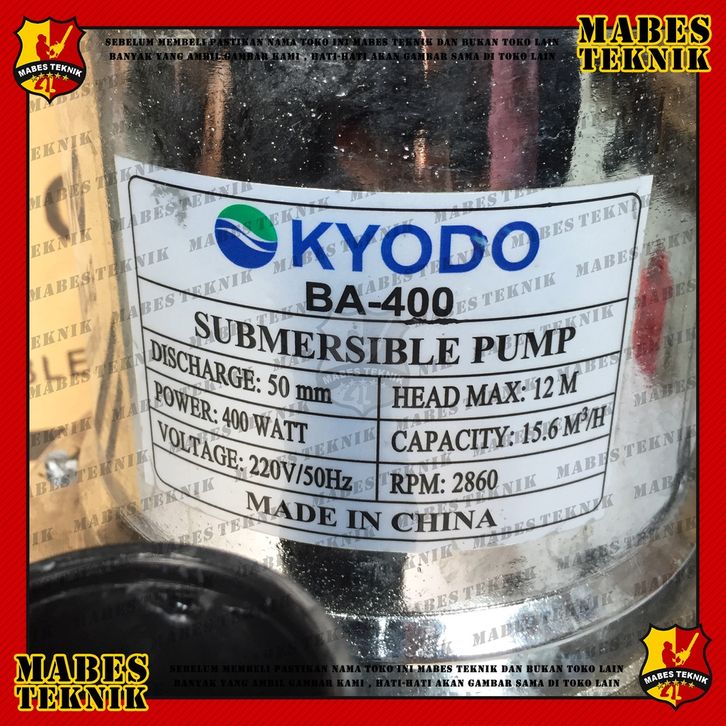 SEBELUM MEMBELI PASTIKAN NAMA TOKO INI MABES TEKNIK DAN BUKAN TOKO LAIN
BANYAK YANG AMBIL GAMBAR KAMI , HATI-HATI AKAN GAMBAR SAMA DI TOKO LAIN
MABES TEKNIK
MABES
TEKNIK
KYODO
BA-400
SUBMERSIBLE PUMP
DISCHARGE: 50 mm
HEAD MAX: 12 M
POWER: 400 WATT
CAPACITY: 15.6 M³/H
VOLTAGE: 220V/50Hz
RPM: 2860
MADE IN CHINA
MABES
TEKNIK
SEBELUM MEMBELI PASTIKAN NAMA TOKO INI MABES TEKNIK DAN BUKAN TOKO LAIN
BANYAK YANG AMBIL GAMBAR KAMI , HATI-HATI AKAN GAMBAR SAMA DI TOKO LAIN
MABES TEKNIK